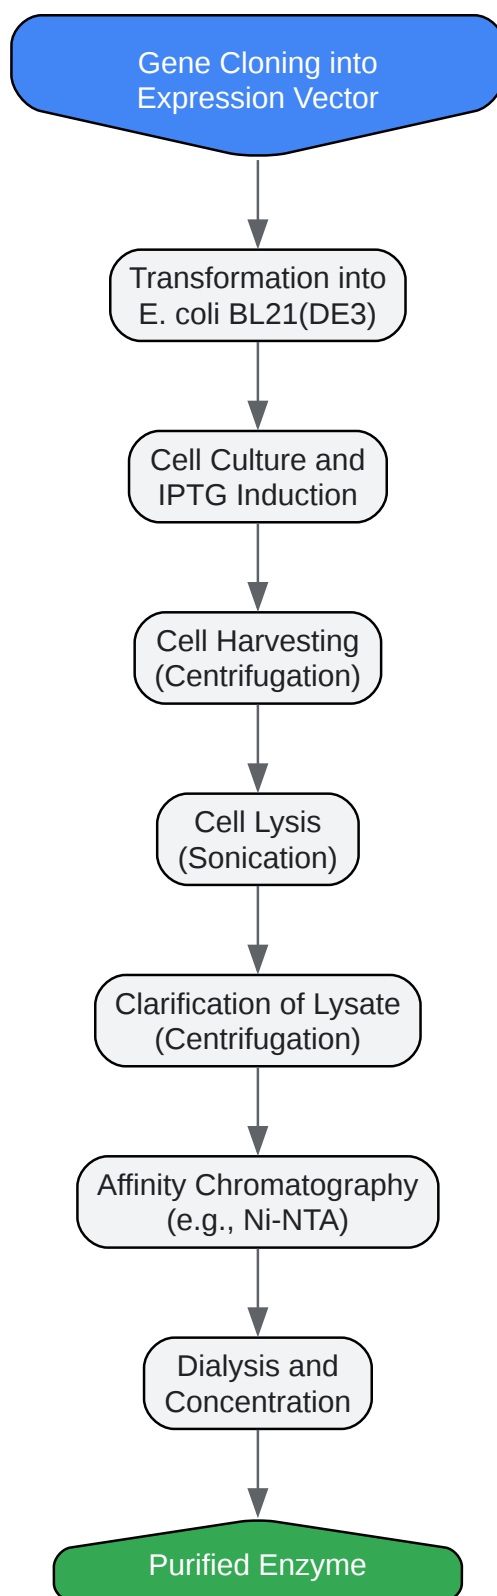 Gene Cloning into
Expression Vector
Transformation into
E. coli BL21(DE3)
Cell Culture and
IPTG Induction
Cell Harvesting
(Centrifugation)
Cell Lysis
(Sonication)
Clarification of Lysate
(Centrifugation)
Affinity Chromatography
(e.g., Ni-NTA)
Dialysis and
Concentration
Purified Enzyme